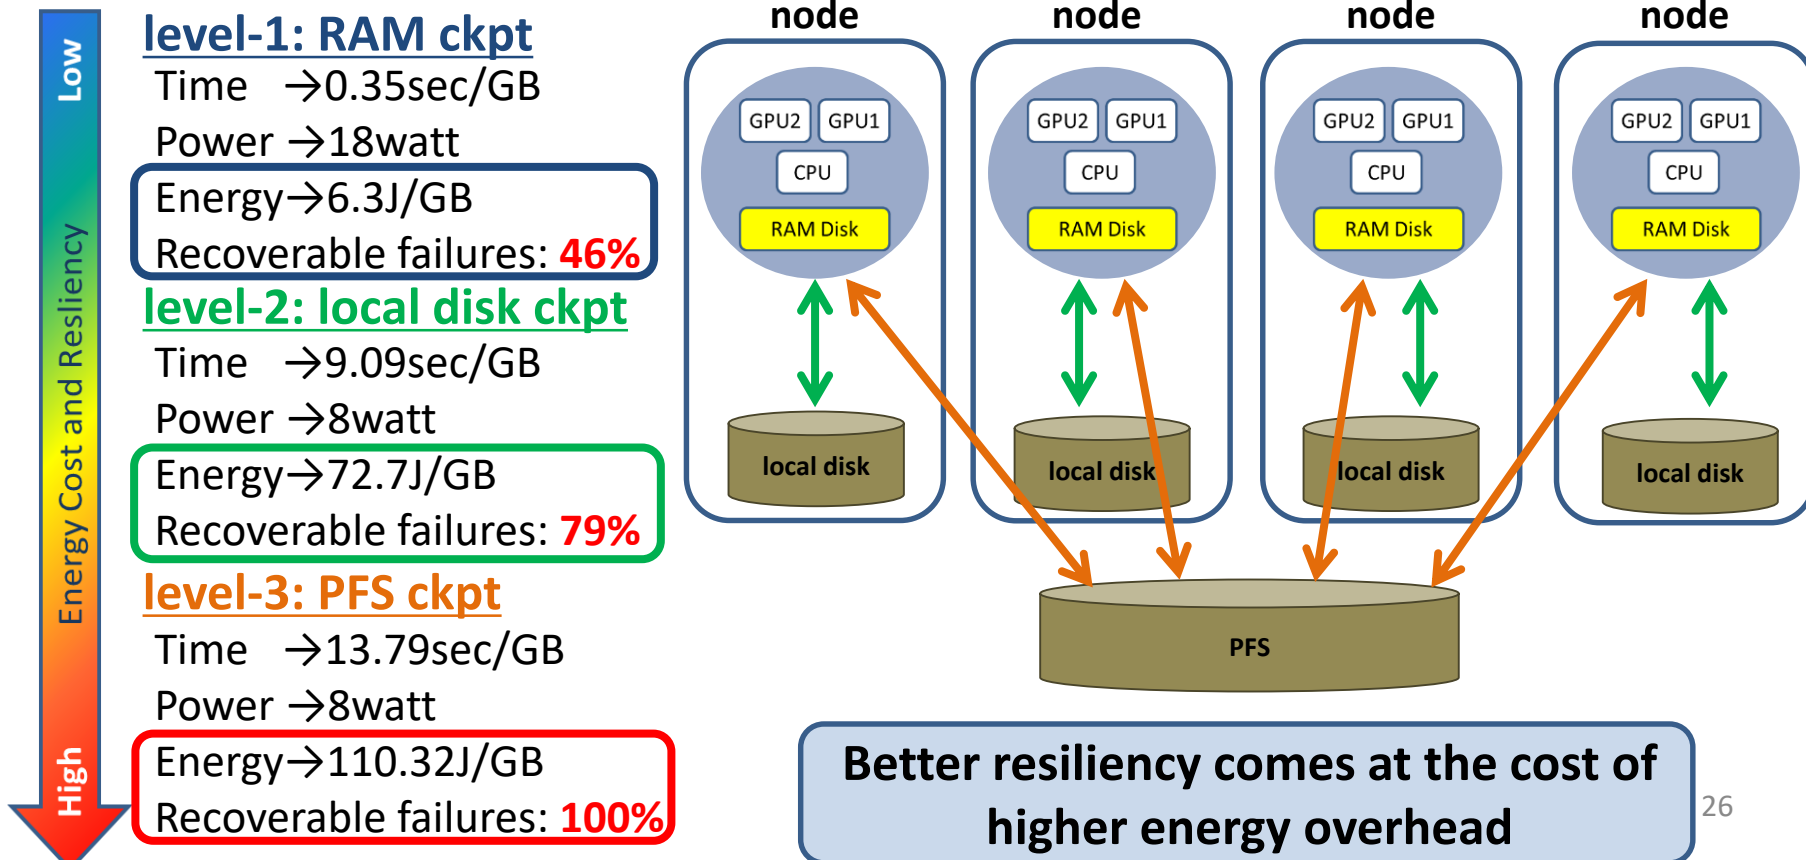 Low
Energy Cost and Resliency
High
level-1: RAM ckpt
Time →0.35sec/GB
Power →18watt
Energy→6.3J/GB
Recoverable failures: 46%
level-2: local disk ckpt
Time →9.09sec/GB
Power →8watt
Energy→72.7J/GB
Recoverable failures: 79%
level-3: PFS ckpt
Time →13.79sec/GB
Power →8watt
Energy→110.32J/GB
Recoverable failures: 100%
node node node node
GPU2 GPU1 GPU2 GPU1 GPU2 GPU1 GPU2 GPU1
CPU CPU CPU CPU
RAM Disk RAM Disk RAM Disk RAM Disk
local disk local disk local disk local disk
PFS
Better resiliency comes at the cost of
higher energy overhead
26